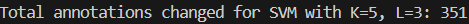 Total annotations changed for SVM with K=5, L=3: 351